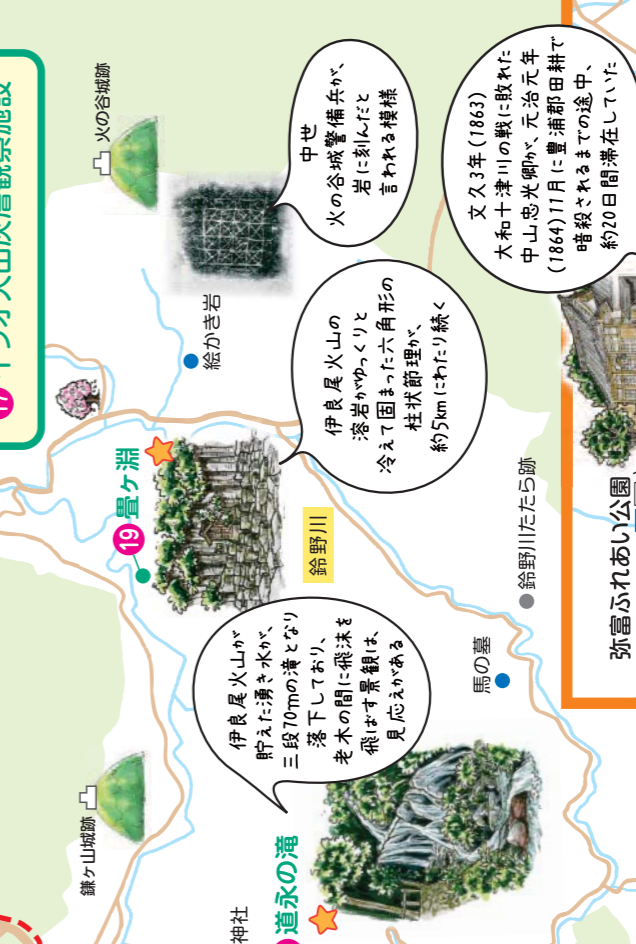 火の谷城跡
中世
火の谷城警備兵が、
岩に刻んだと
言われる模様
絵かき岩
文久3年(1863)
大和十津川の戦に敗れた
中山忠光卿が、元治元年
(1864)11月に豊浦郡田耕で
暗殺されるまでの途中、
約20日間滞在していた
弥富ふれあい公園
⑲畳ヶ淵
伊良尾火山の
溶岩がゆっくりと
冷えて固まった六角形の
柱状節理が、
約5kmにわたり続く
鈴野川
鈴野川たたら跡
馬の墓
鎌ヶ山城跡
伊良尾火山が
貯えた湧き水が、
三段70mの滝となり
落下しており、
老木の間に飛沫を
飛ばす景観は、
見応えがある
道永の滝
神社